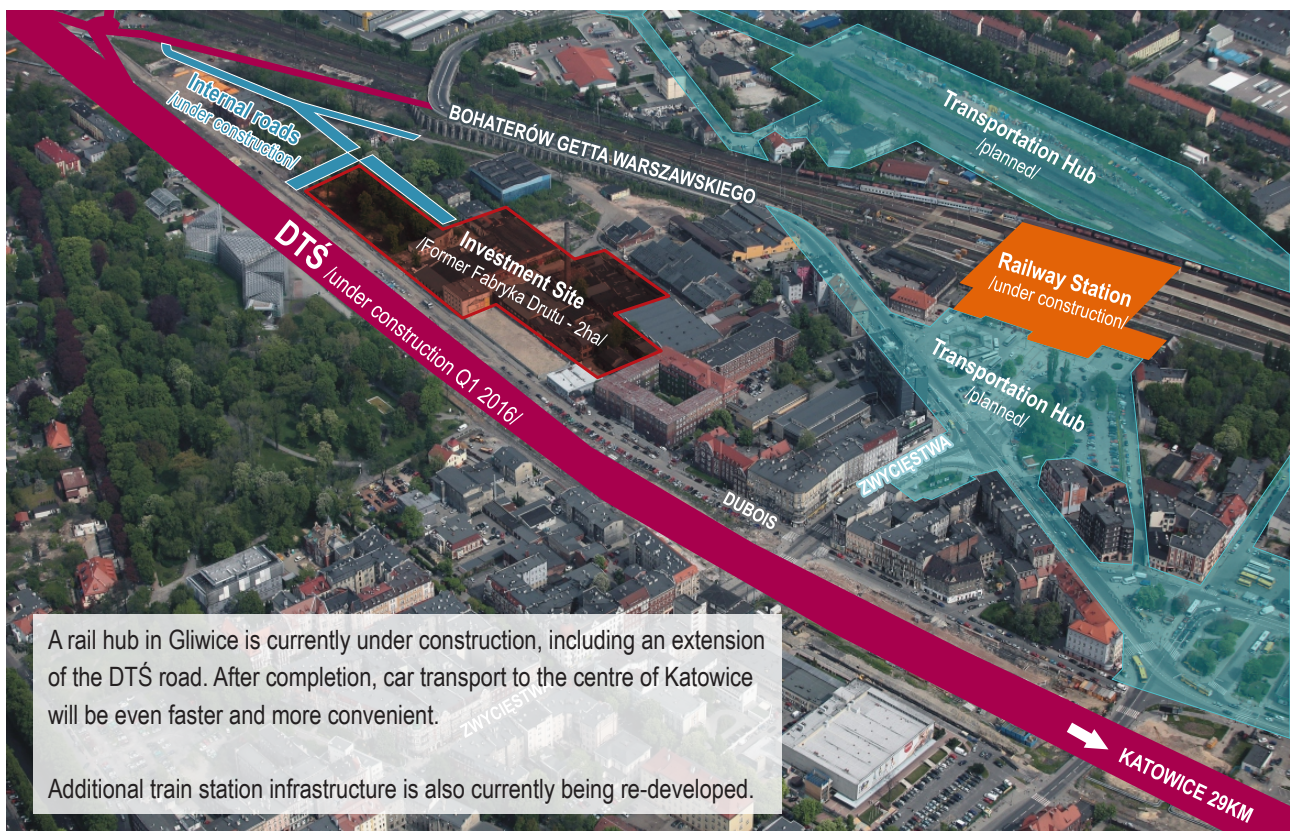 Internal roads
/under construction/
BOHATERÓW GETTA WARSZAWSKIEGO
Transportation Hub
/planned/
Investment Site
/Former Fabryka Drutu - 2ha/
DTŚ /under construction Q1 2016/
Railway Station
/under construction/
Transportation Hub
/planned/
ZWYCIĘSTWA
DUBOIS
A rail hub in Gliwice is currently under construction, including an extension
of the DTŚ road. After completion, car transport to the centre of Katowice
will be even faster and more convenient.
ZWYCIĘSTWA
Additional train station infrastructure is also currently being re-developed.
KATOWICE 29KM